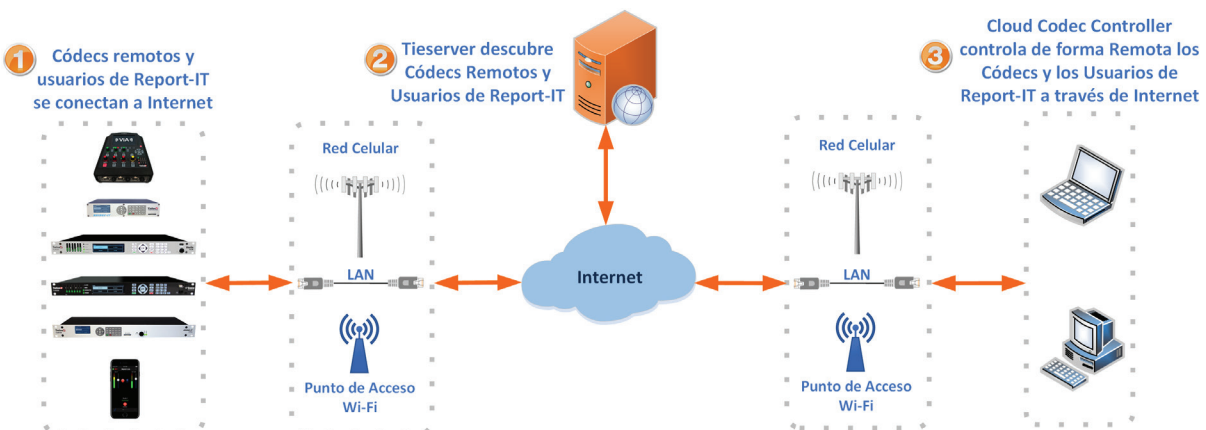 1
Códecs remotos y
usuarios de Report-IT
se conectan a Internet
2
Tieserver descubre
Códecs Remotos y
Usuarios de Report-IT
3
Cloud Codec Controller
controla de forma Remota los
Códecs y los Usuarios de
Report-IT a través de Internet
Red Celular
LAN
Punto de Acceso
Wi-Fi
Internet
Red Celular
LAN
Punto de Acceso
Wi-Fi
VIA